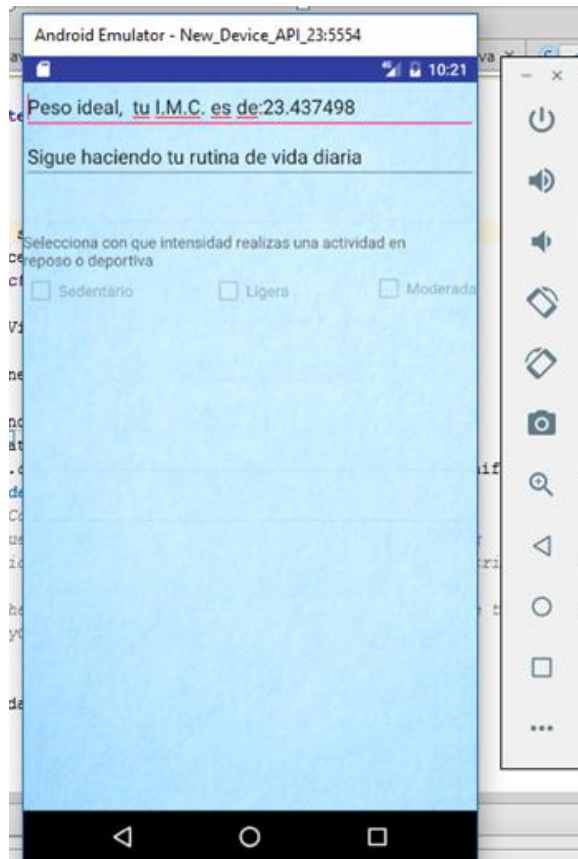 Android Emulator - New_Device_API_23:5554
10:21
Peso ideal, tu I.M.C. es de:23.437498
Sigue haciendo tu rutina de vida diaria
Selecciona con que intensidad realizas una actividad en
reposo o deportiva
Sedentario Ligera Moderada